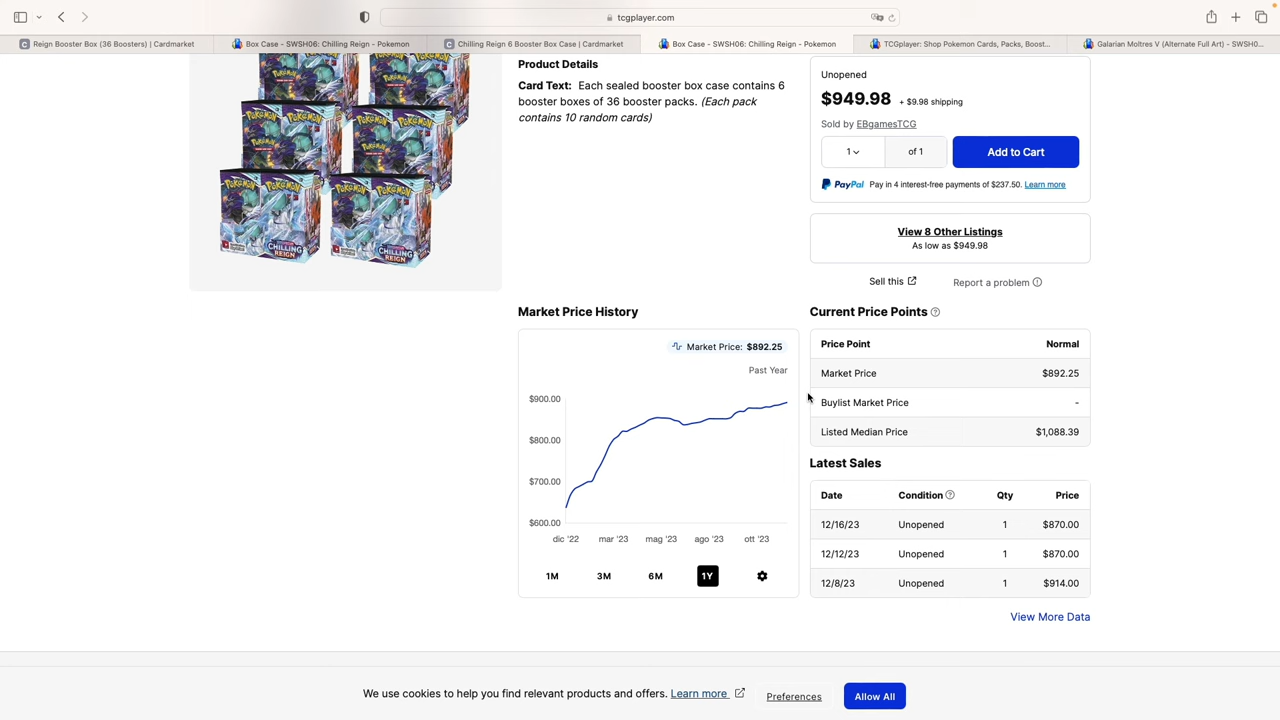 tcgplayer.com
Reign Booster Box (36 Boosters) | Cardmarket
Box Case - SWSH06: Chilling Reign - Pokemon
Chilling Reign 6 Booster Box Case | Cardmarket
Box Case - SWSH06: Chilling Reign - Pokemon
TCGplayer: Shop Pokemon Cards, Packs, Boost...
Galarian Moltres V (Alternate Full Art) - SWSH0...
POKÉMON
POKÉMON
POKÉMON
POKÉMON
CHILLING REIGN
CHILLING REIGN
Product Details
Card Text: Each sealed booster box case contains 6
booster boxes of 36 booster packs. (Each pack
contains 10 random cards)
Unopened
$949.98 + $9.98 shipping
Sold by EBgamesTCG
1 of 1 Add to Cart
PayPal Pay in 4 interest-free payments of $237.50. Learn more
View 8 Other Listings
As low as $949.98
Sell this Report a problem
Market Price History
Market Price: $892.25
Past Year
$900.00
$800.00
$700.00
$600.00
dic '22 mar '23 mag '23 ago '23 ott '23
1M 3M 6M 1Y
Current Price Points
Price Point Normal
Market Price $892.25
Buylist Market Price -
Listed Median Price $1,088.39
Latest Sales
Date Condition Qty Price
12/16/23 Unopened 1 $870.00
12/12/23 Unopened 1 $870.00
12/8/23 Unopened 1 $914.00
View More Data
We use cookies to help you find relevant products and offers. Learn more Preferences Allow All